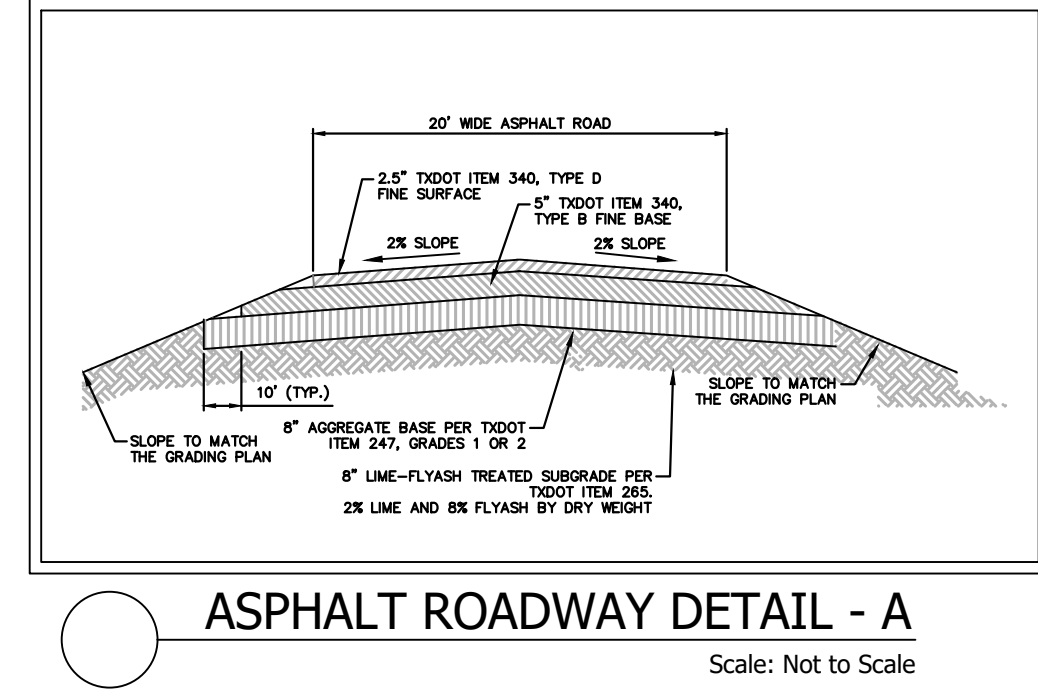 20' WIDE ASPHALT ROAD
2.5" TXDOT ITEM 340, TYPE D
FINE SURFACE
5" TXDOT ITEM 340,
TYPE B FINE BASE
2% SLOPE
2% SLOPE
10' (TYP.)
SLOPE TO MATCH
THE GRADING PLAN
SLOPE TO MATCH
THE GRADING PLAN
8" AGGREGATE BASE PER TXDOT
ITEM 247, GRADES 1 OR 2
8" LIME-FLYASH TREATED SUBGRADE PER
TXDOT ITEM 265.
2% LIME AND 8% FLYASH BY DRY WEIGHT
ASPHALT ROADWAY DETAIL - A
Scale: Not to Scale